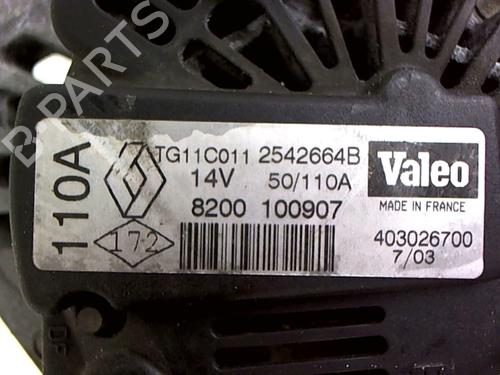 B-PARTS
110A
TG11C011 2542664B
14V 50/110A
8200 100907
172
Valeo
MADE IN FRANCE
403026700
7/03